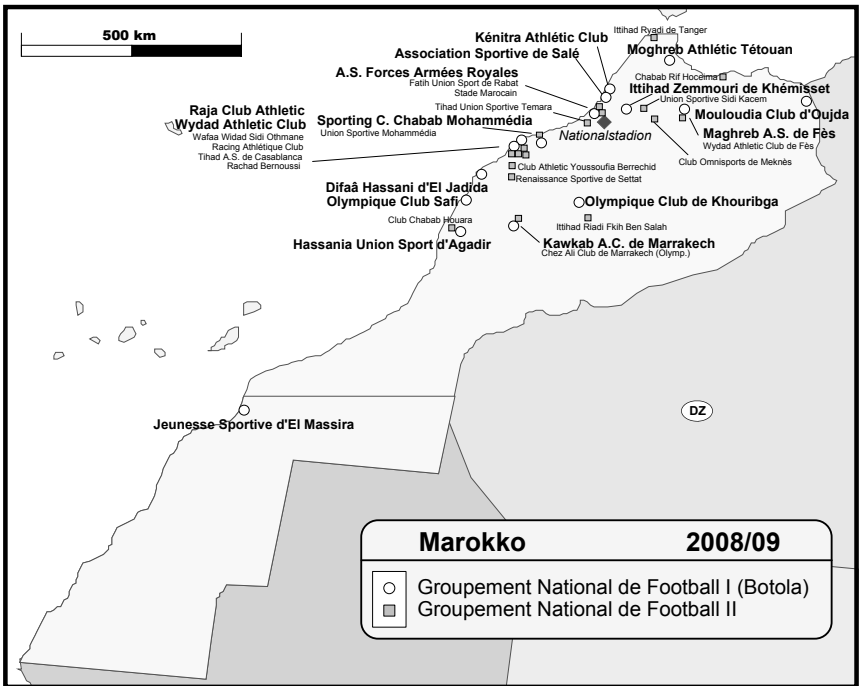 500 km
Ittihad Ryadi de Tanger
Kénitra Athlétic Club
Moghreb Athlétic Tétouan
Association Sportive de Salé
A.S. Forces Armées Royales
Chabab Rif Hoceima
Fatih Union Sport de Rabat
Stade Marocain
Ittihad Zemmouri de Khémisset
Union Sportive Sidi Kacem
Raja Club Athletic
Tihad Union Sportive Temara
Mouloudia Club d'Oujda
Wydad Athletic Club
Sporting C. Chabab Mohammédia
Nationalstadion
Maghreb A.S. de Fès
Wafaa Widad Sidi Othmane
Union Sportive Mohammédia
Wydad Athletic Club de Fès
Racing Athlétique Club
Tihad A.S. de Casablanca
Rachad Bernoussi
Club Omnisports de Meknès
Club Athletic Youssoufia Berrechid
Renaissance Sportive de Settat
Difaâ Hassani d'El Jadida
Olympique Club Safi
Olympique Club de Khouribga
Club Chabab Houara
Ittihad Riadi Fkih Ben Salah
Hassania Union Sport d'Agadir
Kawkab A.C. de Marrakech
Chez Ali Club de Marrakech (Olymp.)
DZ
Jeunesse Sportive d'El Massira
Marokko 2008/09
Groupement National de Football I (Botola)
Groupement National de Football II